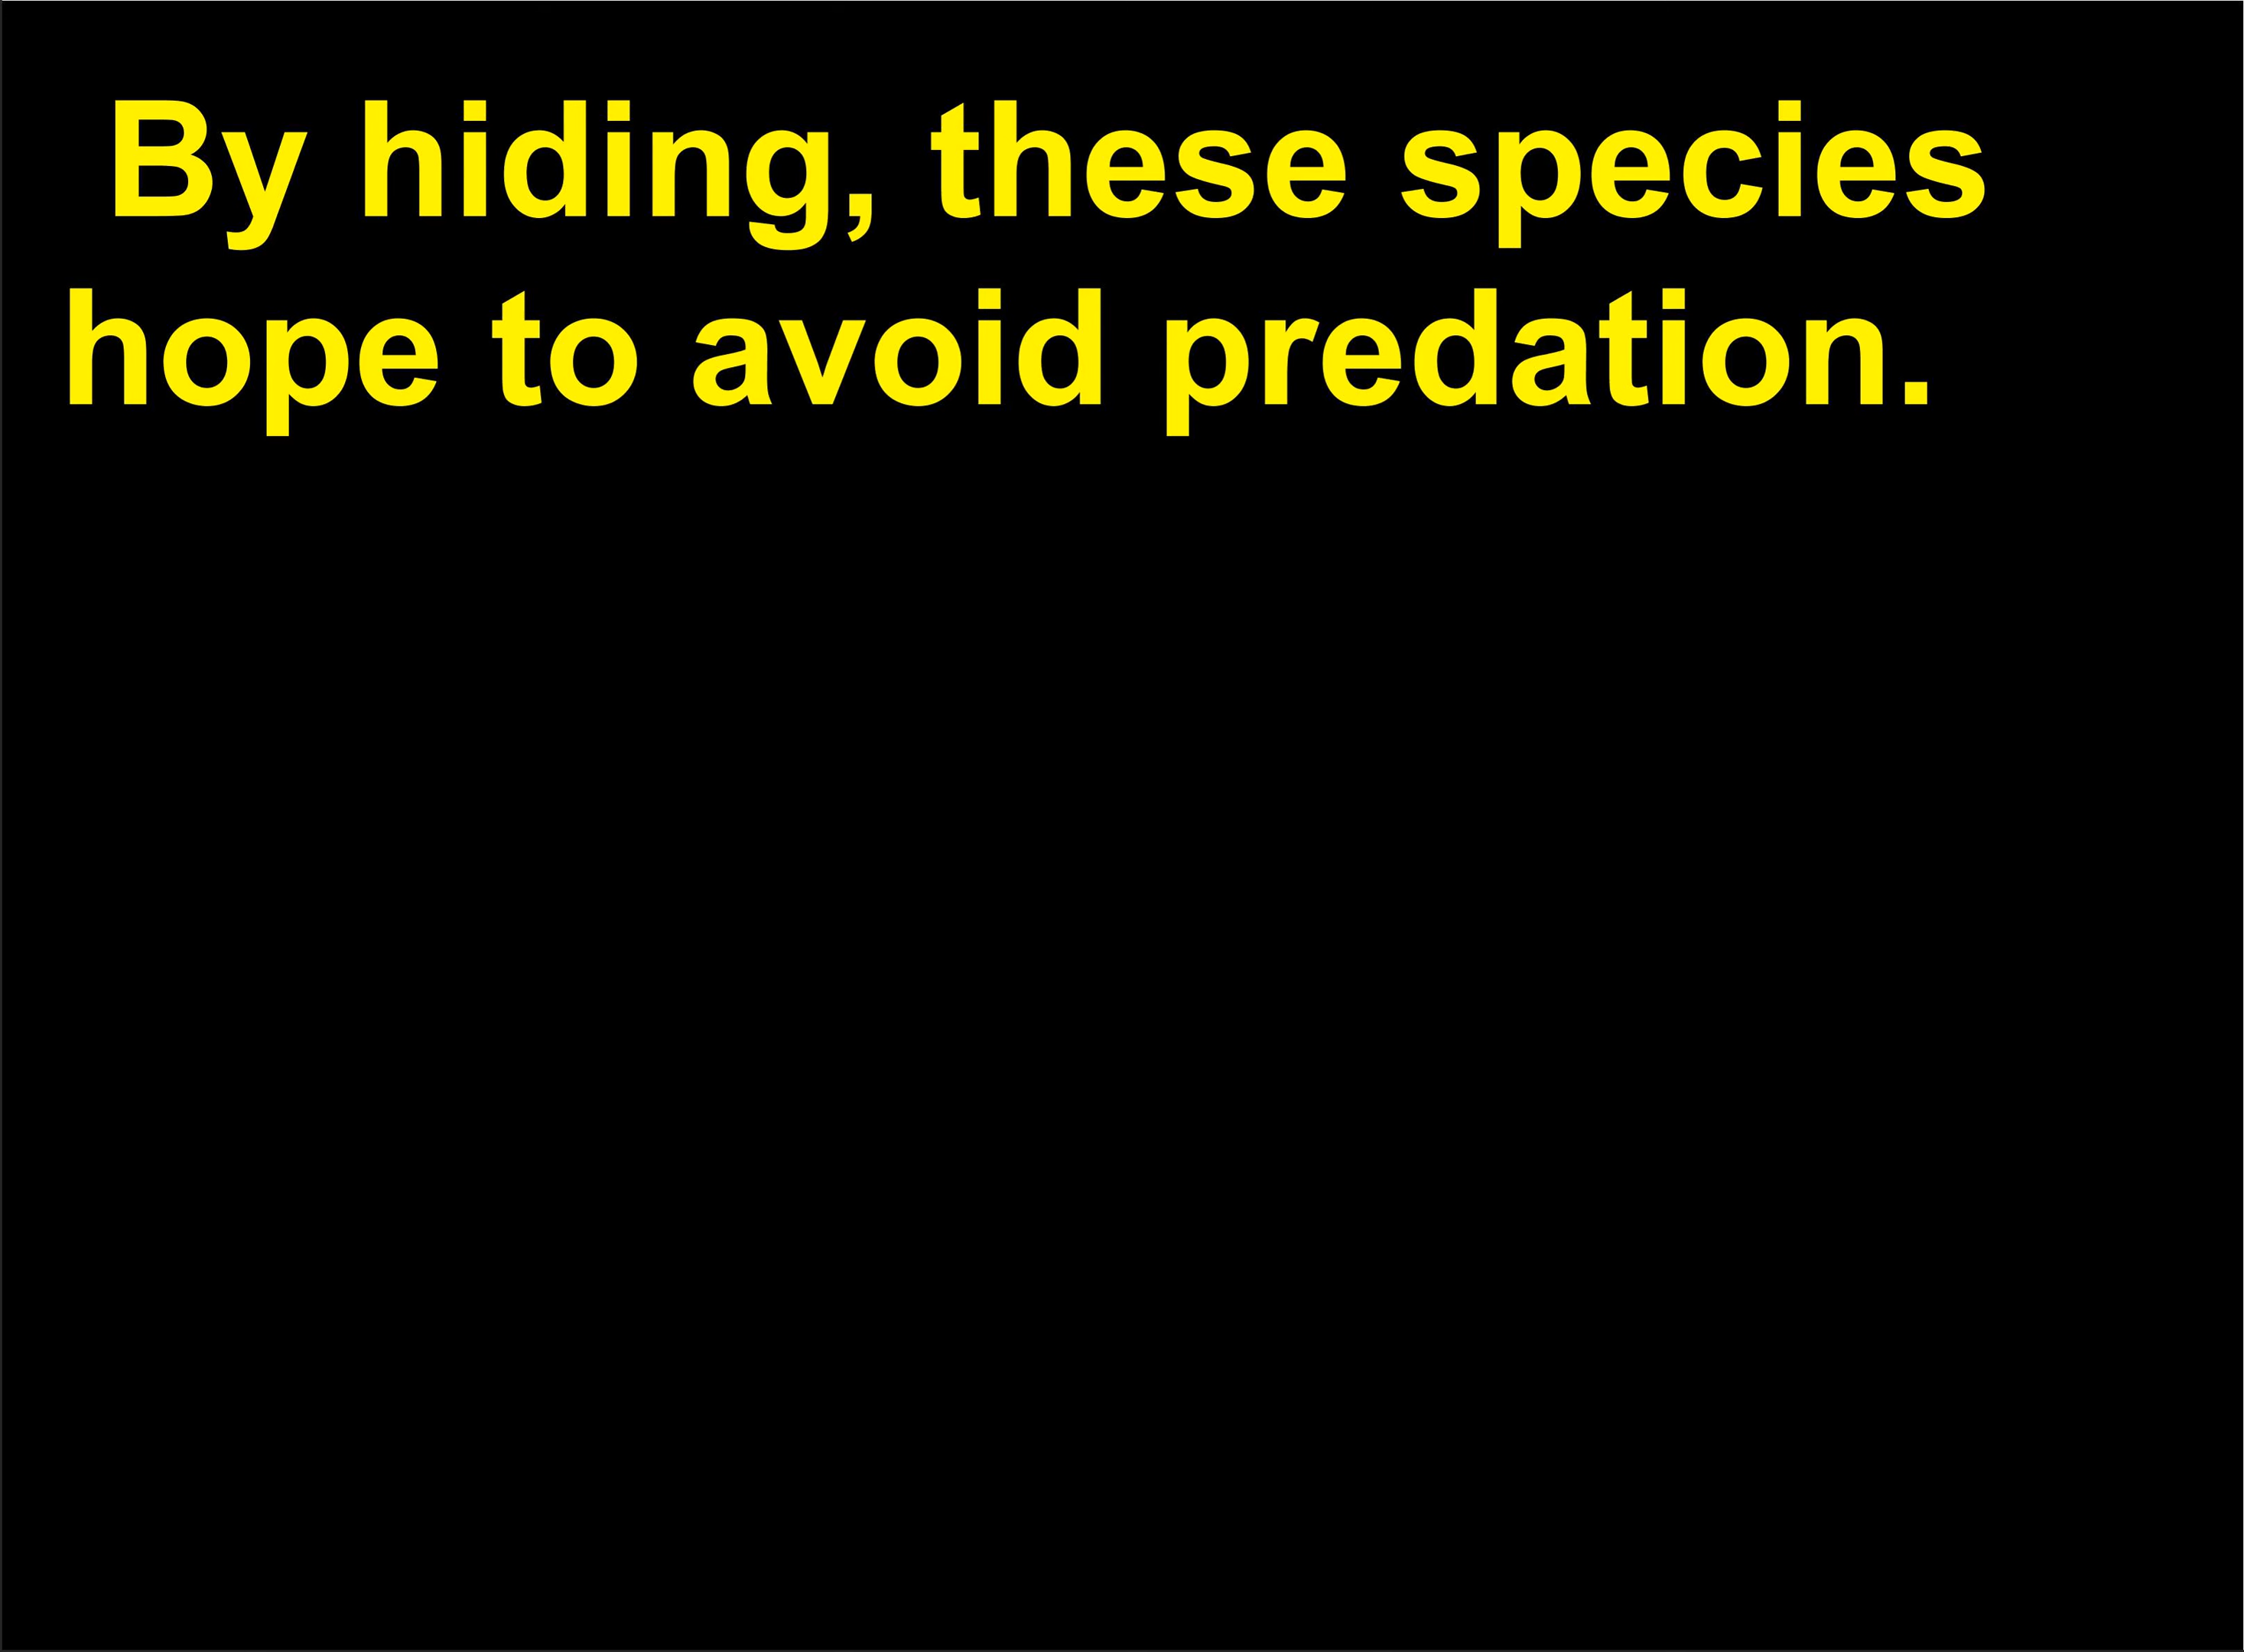 By hiding, these species
hope to avoid predation.